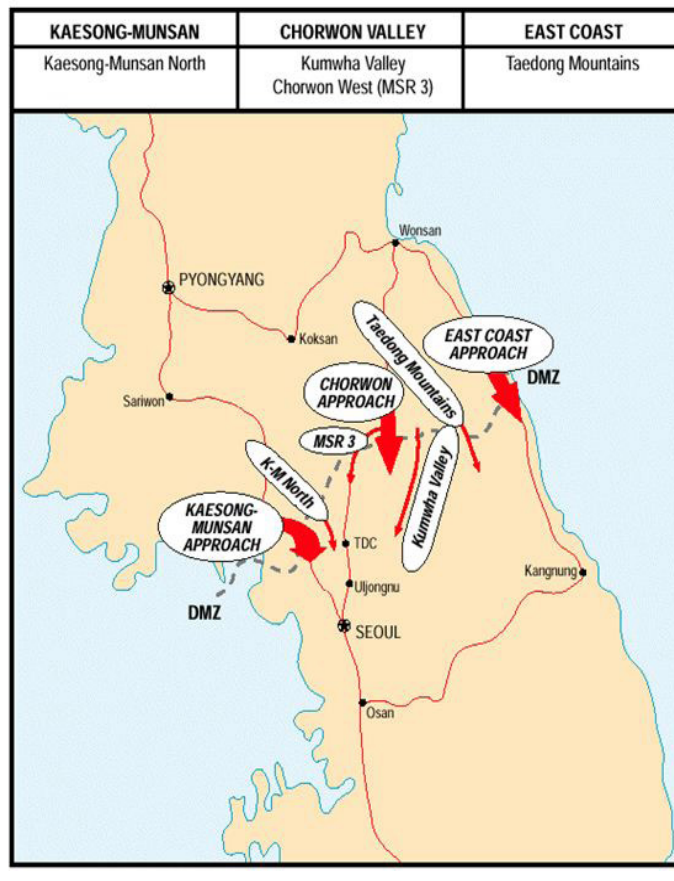 KAESONG-MUNSAN
CHORWON VALLEY
EAST COAST
Kaesong-Munsan North
Kumwha Valley
Chorwon West (MSR 3)
Taedong Mountains
Wonsan
PYONGYANG
Koksan
Taedong Mountains
EAST COAST
APPROACH
DMZ
CHORWON
APPROACH
Sariwon
MSR 3
K-M North
Kumwha Valley
KAESONG-
MUNSAN
APPROACH
TDC
Kangnung
Uljongnu
DMZ
SEOUL
Osan